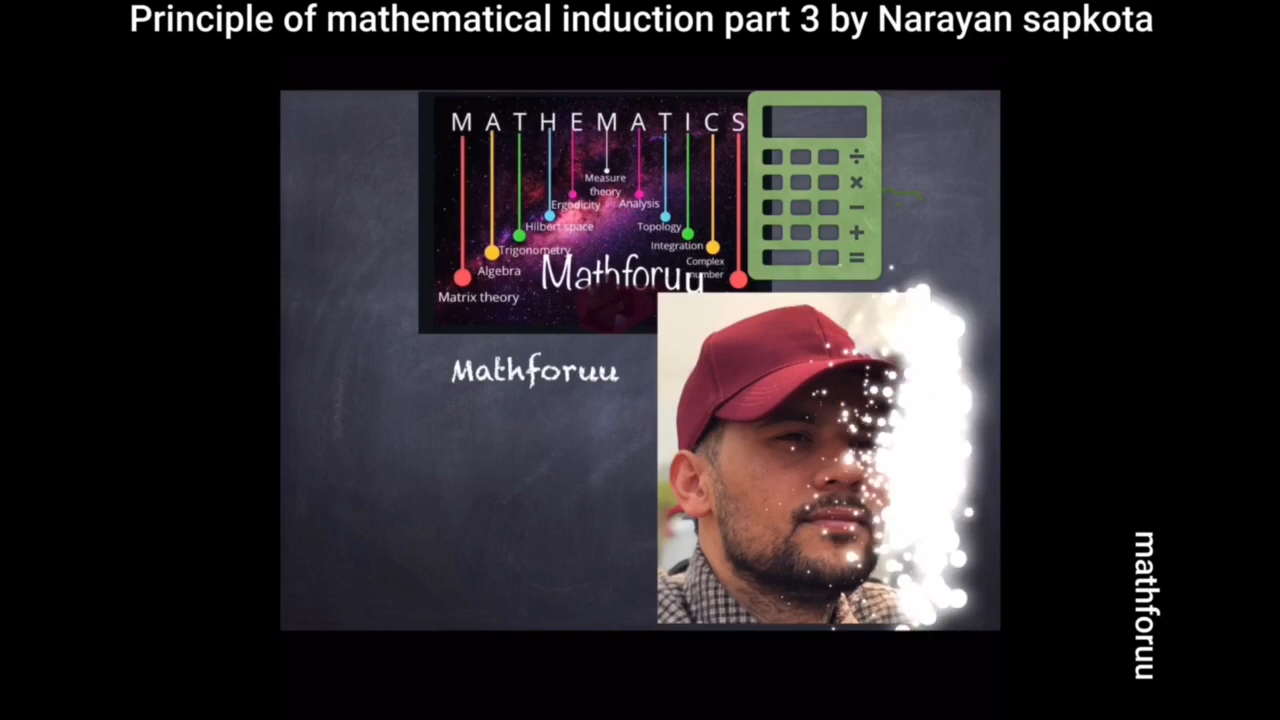 Principle of mathematical induction part 3 by Narayan sapkota
MATHEMATICS
Measure
theory
Ergodicity
Analysis
Hilbert space
Topology
Trigonometry
Integration
Algebra
Complex
number
Matrix theory
Mathforuu
÷
×
−
+
=
Mathforuu
mathforuu